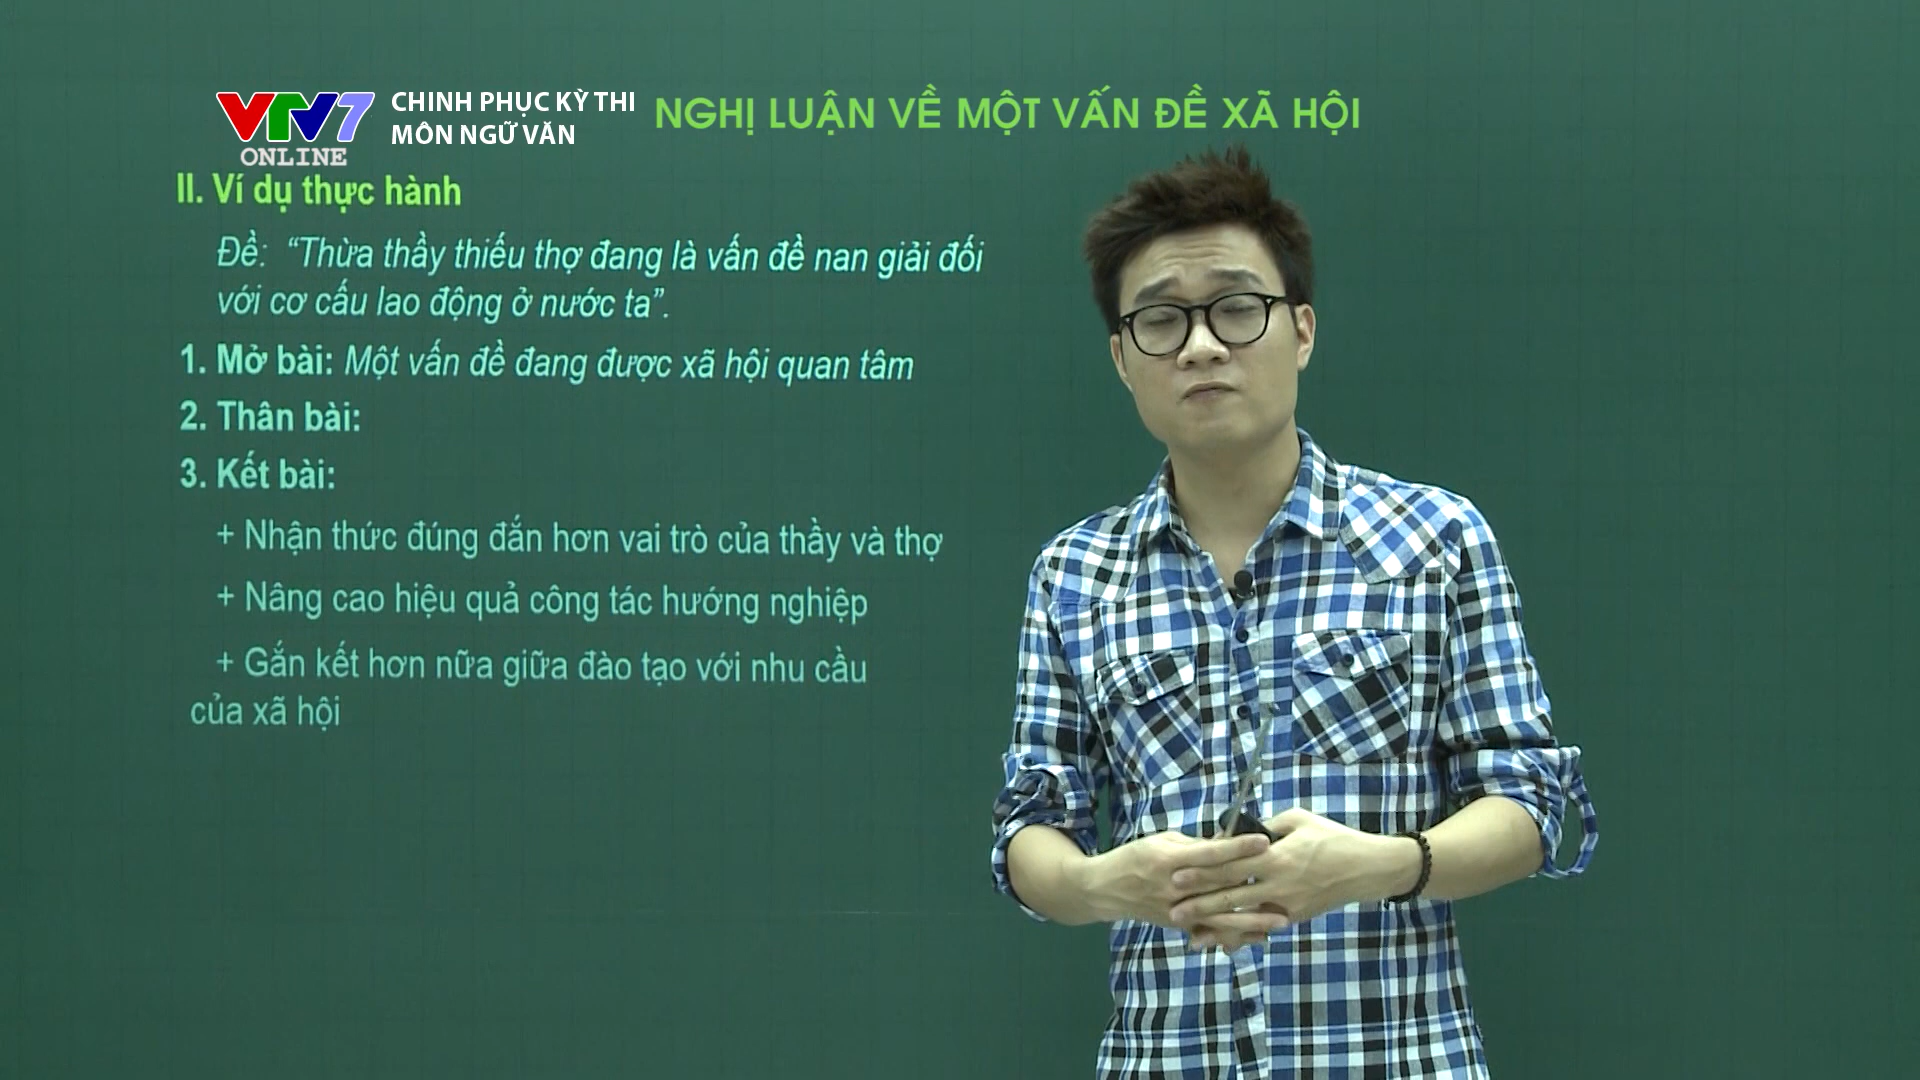 VTV7
ONLINE
CHINH PHỤC KỲ THI
MÔN NGỮ VĂN
NGHỊ LUẬN VỀ MỘT VẤN ĐỀ XÃ HỘI
II. Ví dụ thực hành
Đề: “Thừa thầy thiếu thợ đang là vấn đề nan giải đối
với cơ cấu lao động ở nước ta”.
1. Mở bài: Một vấn đề đang được xã hội quan tâm
2. Thân bài:
3. Kết bài:
+ Nhận thức đúng đắn hơn vai trò của thầy và thợ
+ Nâng cao hiệu quả công tác hướng nghiệp
+ Gắn kết hơn nữa giữa đào tạo với nhu cầu
của xã hội